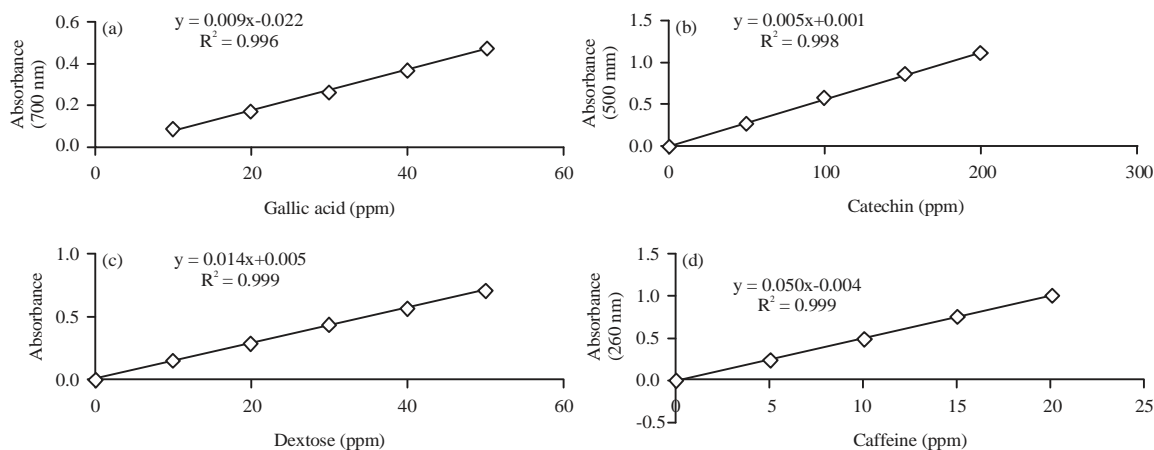 (a)
y = 0.009x-0.022
R² = 0.996
Absorbance
(700 nm)
0.6
0.4
0.2
0.0
0 20 40 60
Gallic acid (ppm)
(b)
y = 0.005x+0.001
R² = 0.998
Absorbance
(500 mm)
1.5
1.0
0.5
0.0
0 100 200 300
Catechin (ppm)
(c)
y = 0.014x+0.005
R² = 0.999
Absorbance
1.0
0.5
0.0
0 20 40 60
Dextose (ppm)
(d)
y = 0.050x-0.004
R² = 0.999
Absorbance
(260 nm)
1.5
1.0
0.5
0.0
-0.5
0 5 10 15 20 25
Caffeine (ppm)